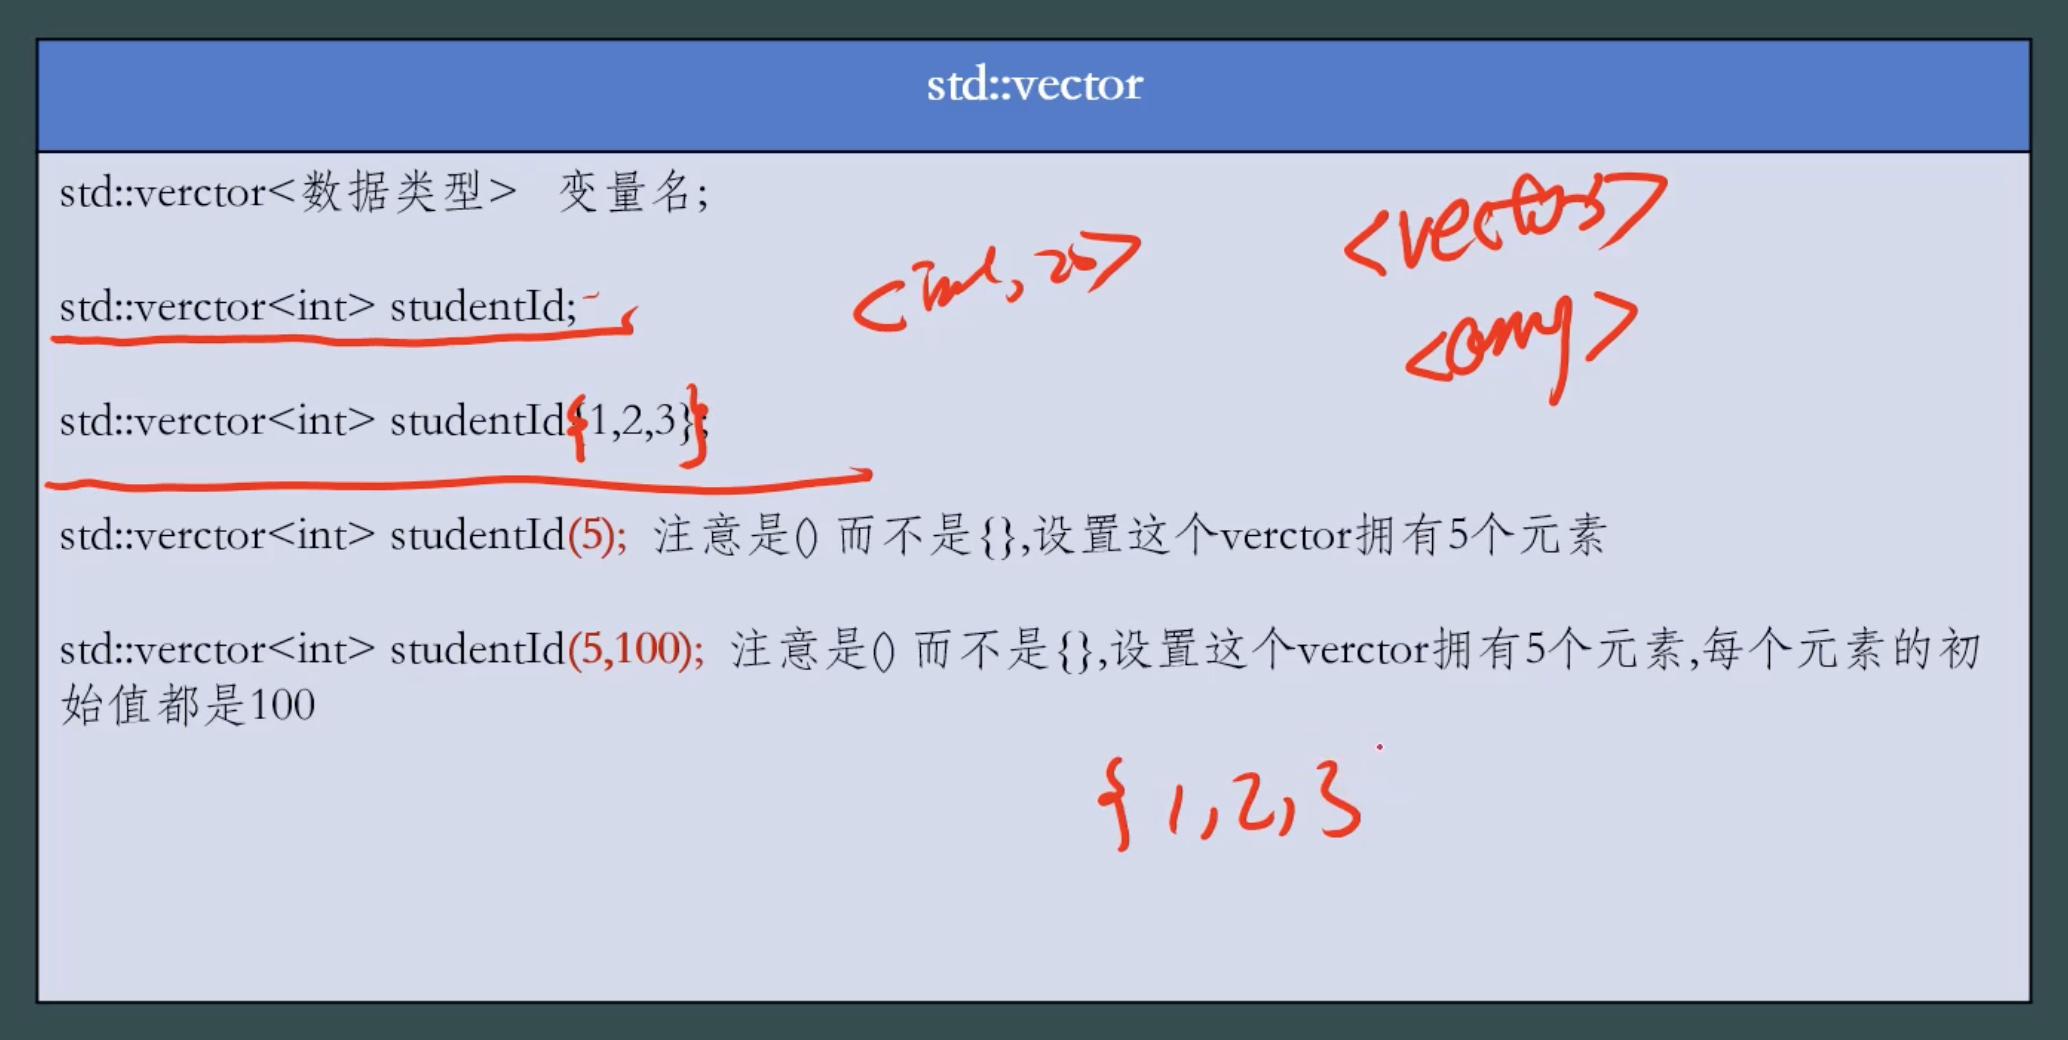 std::vector
std::verctor<数据类型> 变量名;
<vector>
<int, 20>
std::verctor<int> studentId;
<array>
std::verctor<int> studentId{1,2,3};
std::verctor<int> studentId(5); 注意是() 而不是{},设置这个verctor拥有5个元素
std::verctor<int> studentId(5,100); 注意是() 而不是{},设置这个verctor拥有5个元素,每个元素的初
始值都是100
{ 1,2,3